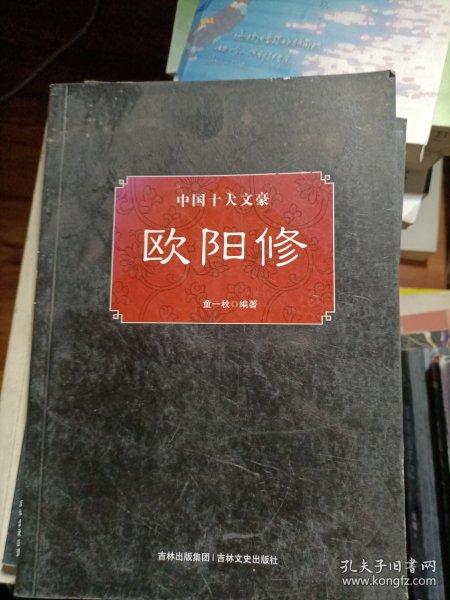 中国十大文豪
欧阳修
童一秋◎编著
吉林出版集团|吉林文史出版社
孔夫子旧书网
www.kongfz.com